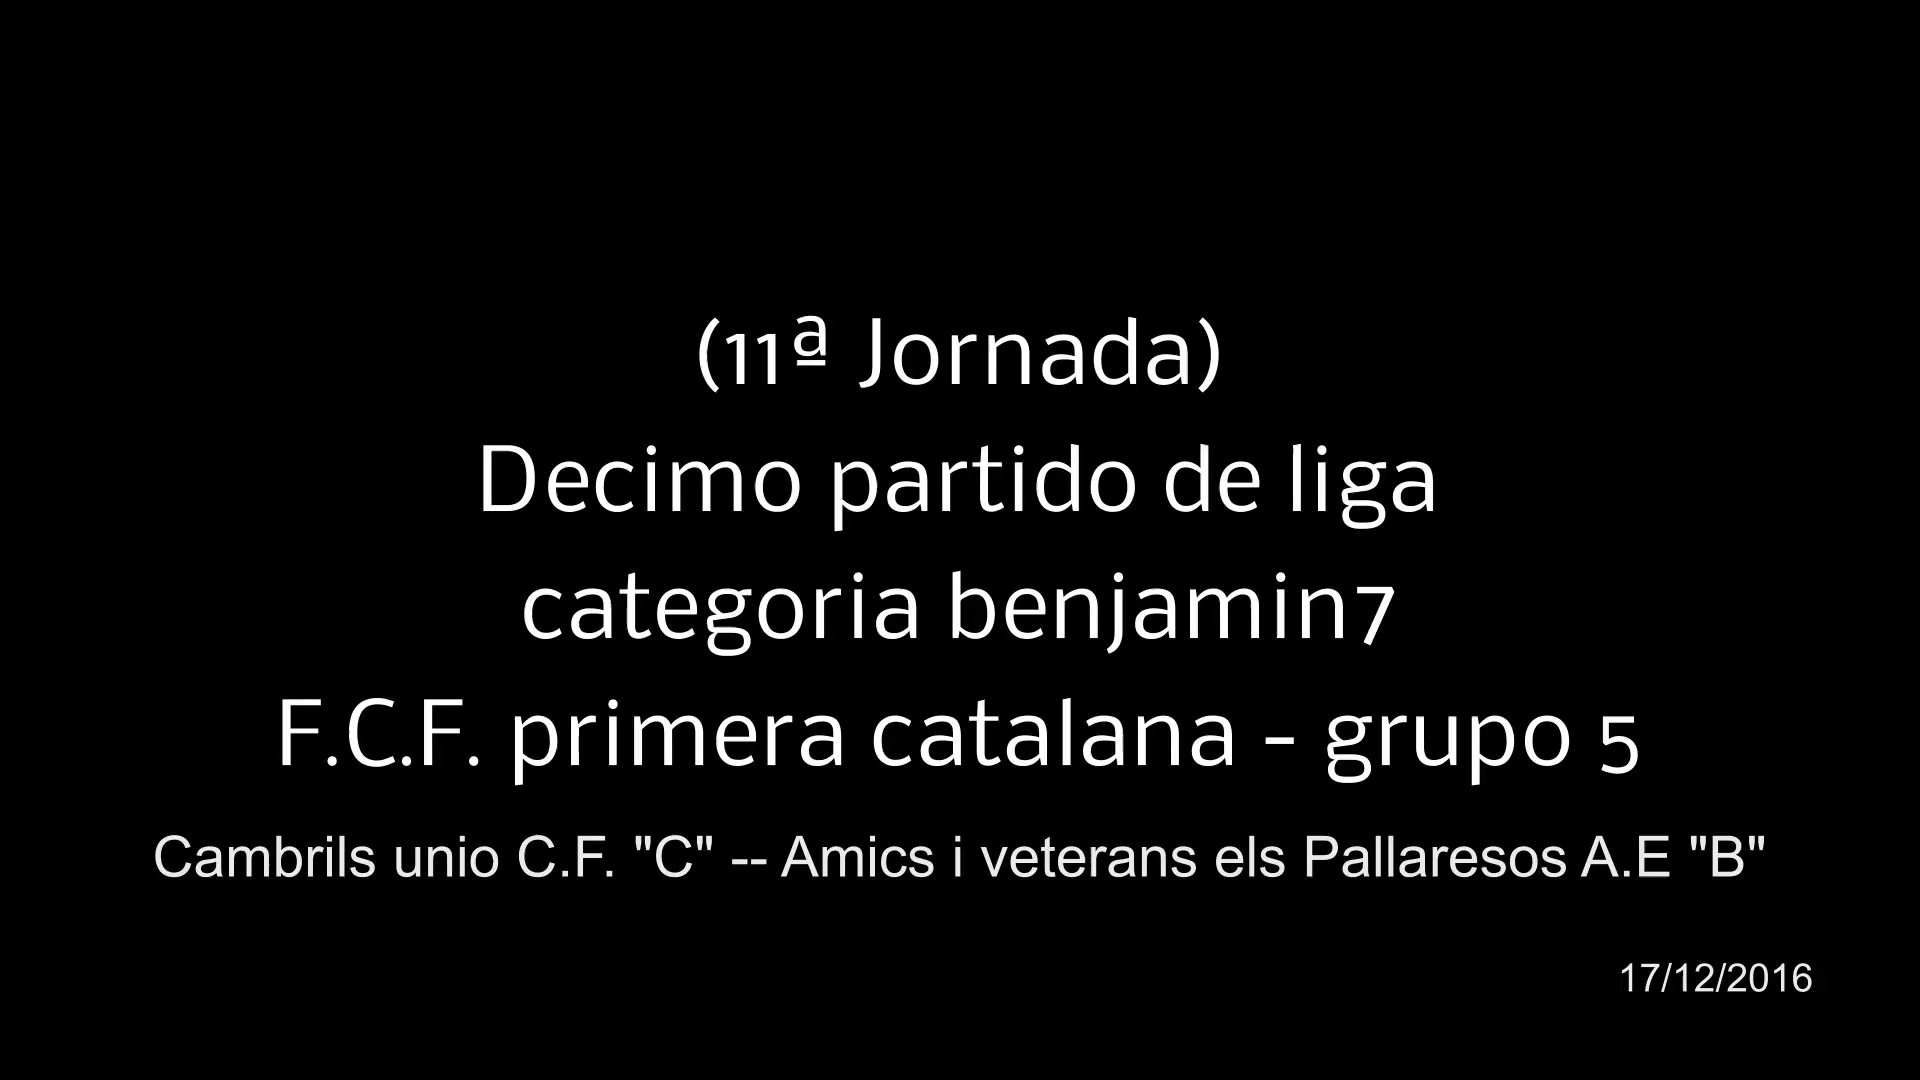 (11ª Jornada)
Decimo partido de liga
categoria benjamin7
F.C.F. primera catalana - grupo 5
Cambrils unio C.F. "C" -- Amics i veterans els Pallaresos A.E "B"
17/12/2016